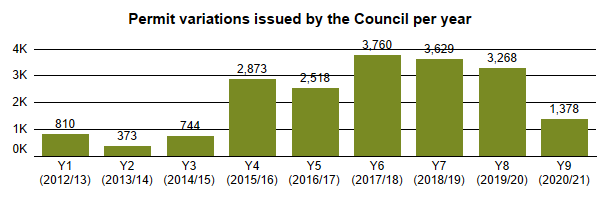 Permit variations issued by the Council per year
4K
3K
2K
1K
0K
810
373
744
2,873
2,518
3,760
3,629
3,268
1,378
Y1 Y2 Y3 Y4 Y5 Y6 Y7 Y8 Y9
(2012/13) (2013/14) (2014/15) (2015/16) (2016/17) (2017/18) (2018/19) (2019/20) (2020/21)